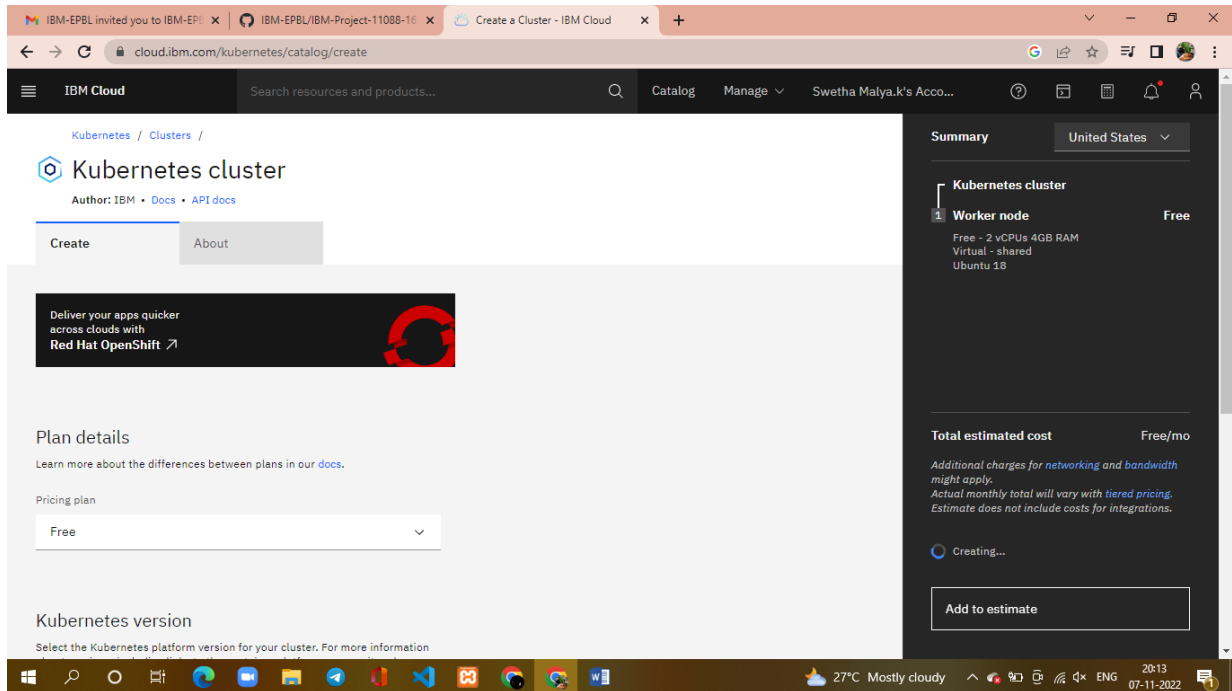 IBM-EPBL invited you to IBM-EPB
IBM-EPBL/IBM-Project-11088-16
Create a Cluster - IBM Cloud
cloud.ibm.com/kubernetes/catalog/create
IBM Cloud
Search resources and products...
Catalog
Manage
Swetha Malya.k's Acco...
Kubernetes / Clusters /
Kubernetes cluster
Author: IBM • Docs • API docs
Create
About
Deliver your apps quicker
across clouds with
Red Hat OpenShift
Plan details
Learn more about the differences between plans in our docs.
Pricing plan
Free
Kubernetes version
Select the Kubernetes platform version for your cluster. For more information
Summary
United States
Kubernetes cluster
1 Worker node Free
Free - 2 vCPUs 4GB RAM
Virtual - shared
Ubuntu 18
Total estimated cost Free/mo
Additional charges for networking and bandwidth
might apply.
Actual monthly total will vary with tiered pricing.
Estimate does not include costs for integrations.
Creating...
Add to estimate
27°C Mostly cloudy
ENG
20:13
07-11-2022